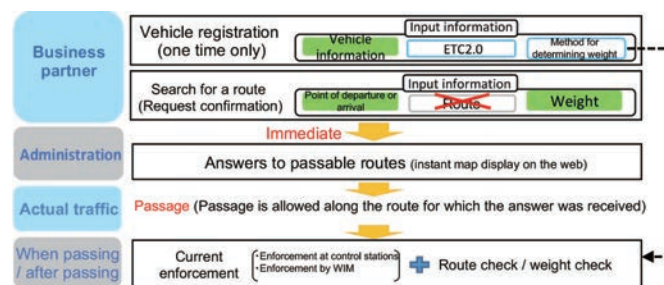 Business
partner
Vehicle registration
(one time only)
Input information
Vehicle
information
ETC2.0
Method for
determining weight
Search for a route
(Request confirmation)
Input information
Point of departure or
arrival
Route
Weight
Immediate
Administration
Answers to passable routes (instant map display on the web)
Actual traffic
Passage (Passage is allowed along the route for which the answer was received)
When passing
/ after passing
Current
enforcement
・Enforcement at control stations
・Enforcement by WIM
Route check / weight check